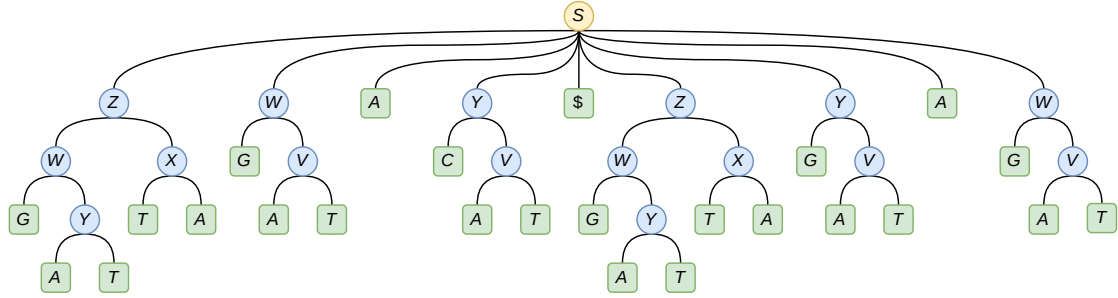 S
Z W A Y $ Z Y A W
W X G V C V W X G V G V
G Y T A A T A T G Y T A A T A T
A T A T